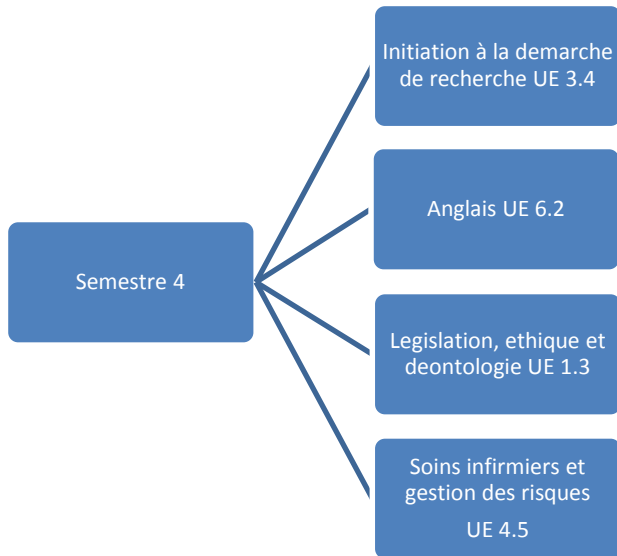 Initiation à la demarche
de recherche UE 3.4
Anglais UE 6.2
Semestre 4
Législation, ethique et
deontologie UE 1.3
Soins infirmiers et
gestion des risques
UE 4.5